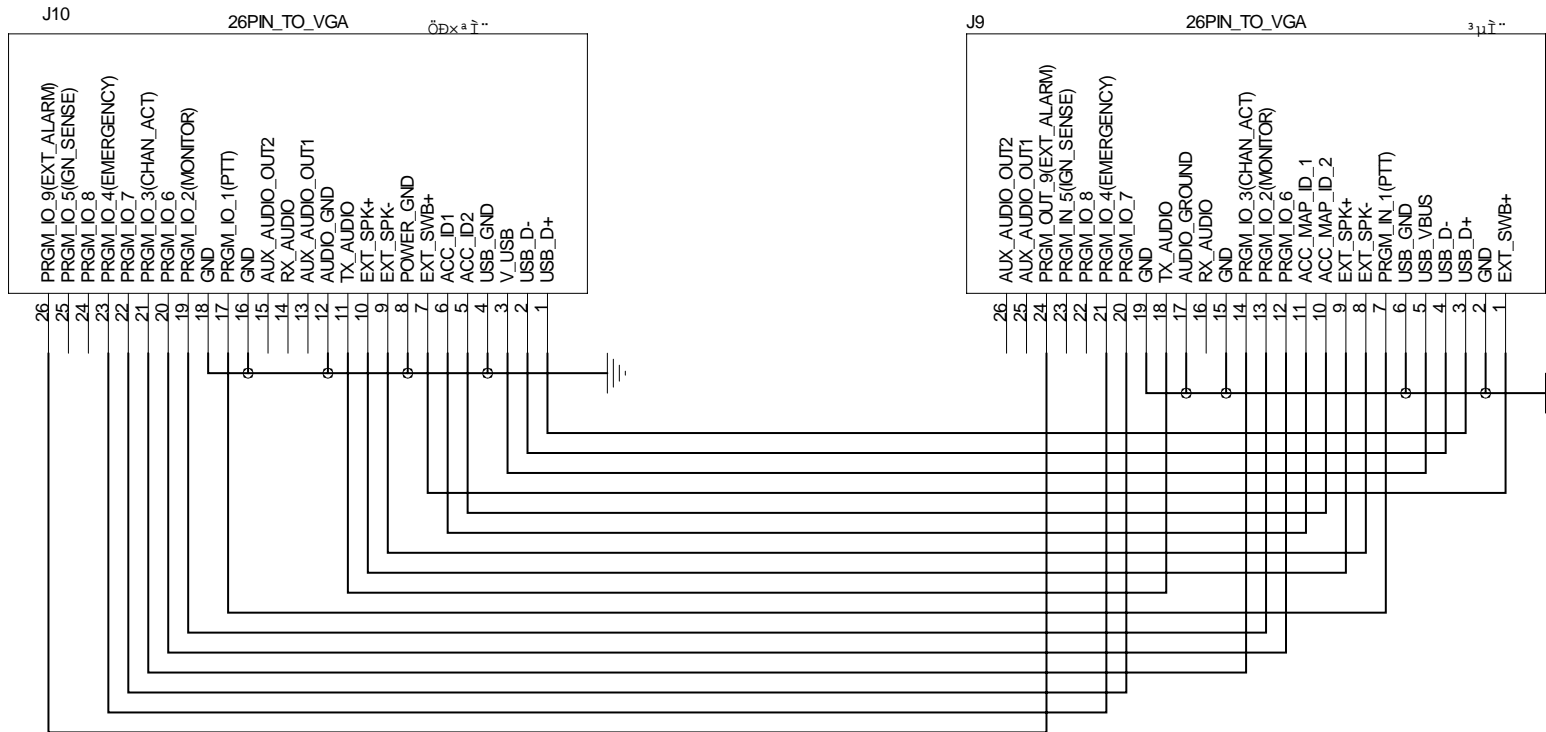 J10
26PIN_TO_VGA
ÖÐ×ªÌ¨
PRGM_IO_9(EXT_ALARM)
PRGM_IO_5(IGN_SENSE)
PRGM_IO_8
PRGM_IO_4(EMERGENCY)
PRGM_IO_7
PRGM_IO_3(CHAN_ACT)
PRGM_IO_6
PRGM_IO_2(MONITOR)
GND
PRGM_IO_1(PTT)
GND
AUX_AUDIO_OUT2
RX_AUDIO
AUX_AUDIO_OUT1
AUDIO_GND
TX_AUDIO
EXT_SPK+
EXT_SPK-
POWER_GND
EXT_SWB+
ACC_ID1
ACC_ID2
USB_GND
V_USB
USB_D-
USB_D+
26
25
24
23
22
21
20
19
18
17
16
15
14
13
12
11
10
9
8
7
6
5
4
3
2
1
J9
26PIN_TO_VGA
³µÌ¨
AUX_AUDIO_OUT2
AUX_AUDIO_OUT1
PRGM_OUT_9(EXT_ALARM)
PRGM_IN_5(IGN_SENSE)
PRGM_IO_8
PRGM_IO_4(EMERGENCY)
PRGM_IO_7
GND
TX_AUDIO
AUDIO_GROUND
RX_AUDIO
GND
PRGM_IO_3(CHAN_ACT)
PRGM_IO_2(MONITOR)
PRGM_IO_6
ACC_MAP_ID_1
ACC_MAP_ID_2
EXT_SPK+
EXT_SPK-
PRGM_IN_1(PTT)
USB_GND
USB_VBUS
USB_D-
USB_D+
GND
EXT_SWB+
26
25
24
23
22
21
20
19
18
17
16
15
14
13
12
11
10
9
8
7
6
5
4
3
2
1